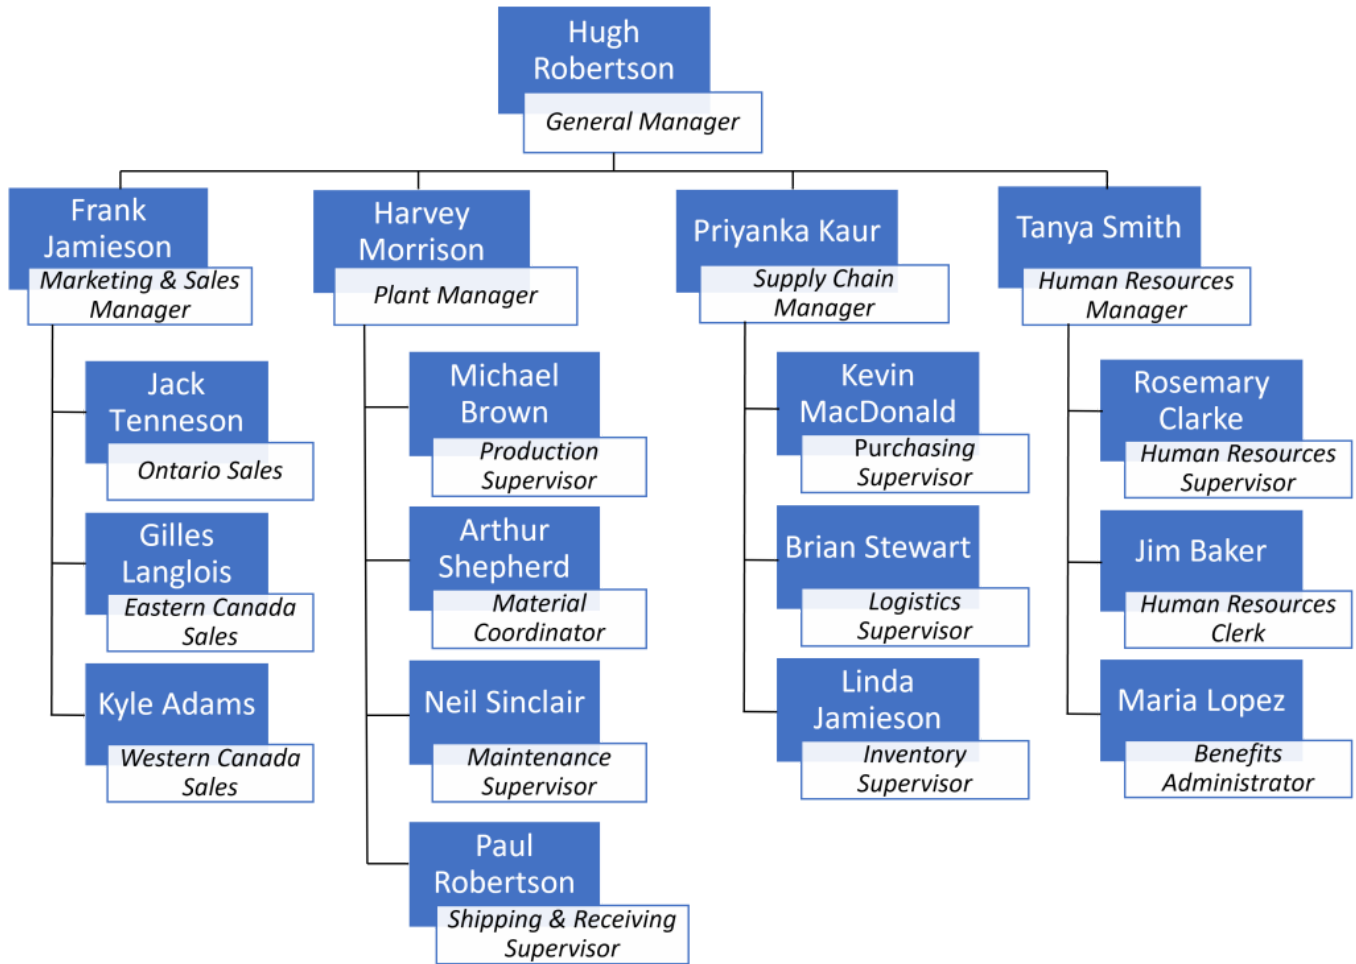 Hugh
Robertson
General Manager
Frank
Jamieson
Marketing & Sales
Manager
Jack
Tenneson
Ontario Sales
Gilles
Langlois
Eastern Canada
Sales
Kyle Adams
Western Canada
Sales
Harvey
Morrison
Plant Manager
Michael
Brown
Production
Supervisor
Arthur
Shepherd
Material
Coordinator
Neil Sinclair
Maintenance
Supervisor
Paul
Robertson
Shipping & Receiving
Supervisor
Priyanka Kaur
Supply Chain
Manager
Kevin
MacDonald
Purchasing
Supervisor
Brian Stewart
Logistics
Supervisor
Linda
Jamieson
Inventory
Supervisor
Tanya Smith
Human Resources
Manager
Rosemary
Clarke
Human Resources
Supervisor
Jim Baker
Human Resources
Clerk
Maria Lopez
Benefits
Administrator